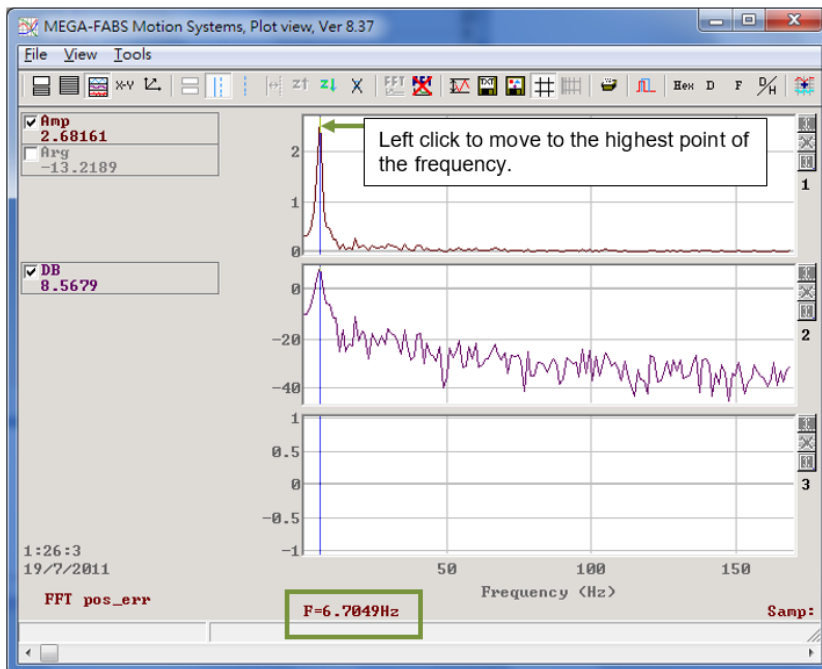 MEGA-FABS Motion Systems, Plot view, Ver 8.37
File View Tools
X-Y Z↑ Z↓ X FFT TXT Hex D F D/H
Amp
2.68161
Arg
-13.2189
Left click to move to the highest point of
the frequency.
2
1
0
1
DB
8.5679
0
-20
-40
2
1
0.5
0
-0.5
-1
3
1:26:3
19/7/2011
50 100 150
Frequency (Hz)
FFT pos_err
F=6.7049Hz
Samp: